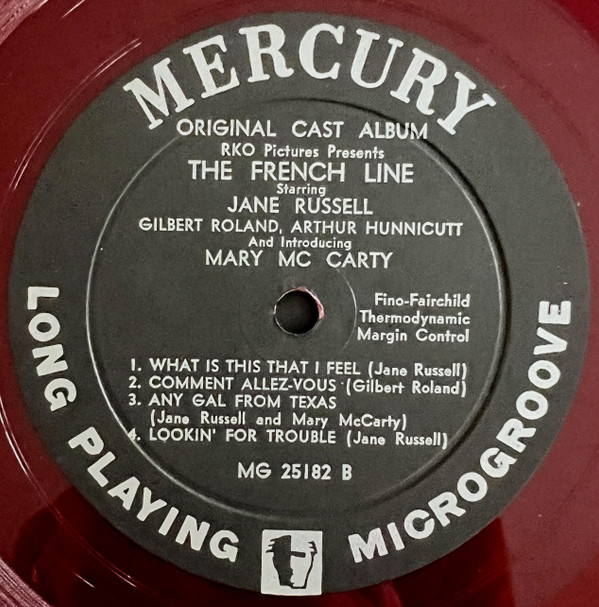 MERCURY
ORIGINAL CAST ALBUM
RKO Pictures Presents
THE FRENCH LINE
Starring
JANE RUSSELL
GILBERT ROLAND, ARTHUR HUNNICUTT
And Introducing
MARY MC CARTY
Fino-Fairchild
Thermodynamic
Margin Control
1. WHAT IS THIS THAT I FEEL (Jane Russell)
2. COMMENT ALLEZ-VOUS (Gilbert Roland)
3. ANY GAL FROM TEXAS
(Jane Russell and Mary McCarty)
4. LOOKIN' FOR TROUBLE (Jane Russell)
MG 25182 B
LONG PLAYING MICROGROOVE